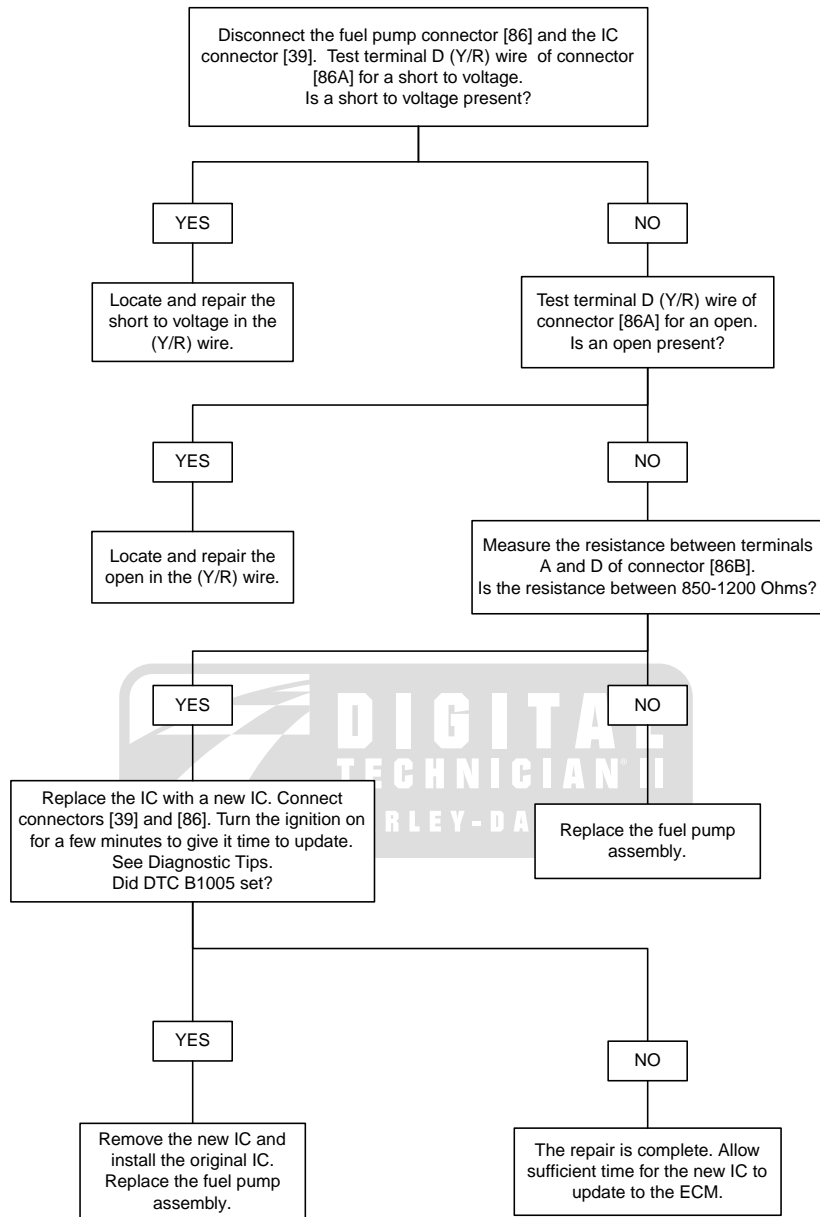 Disconnect the fuel pump connector [86] and the IC
connector [39].  Test terminal D (Y/R) wire  of connector
[86A] for a short to voltage.
Is a short to voltage present?
YES
NO
Locate and repair the
short to voltage in the
(Y/R) wire.
Test terminal D (Y/R) wire of
connector [86A] for an open.
Is an open present?
YES
NO
Locate and repair the
open in the (Y/R) wire.
Measure the resistance between terminals
A and D of connector [86B].
Is the resistance between 850-1200 Ohms?
DIGITAL
TECHNICIAN II
RLEY-DA
YES
NO
Replace the IC with a new IC. Connect
connectors [39] and [86]. Turn the ignition on
for a few minutes to give it time to update.
See Diagnostic Tips.
Did DTC B1005 set?
Replace the fuel pump
assembly.
YES
NO
Remove the new IC and
install the original IC.
Replace the fuel pump
assembly.
The repair is complete. Allow
sufficient time for the new IC to
update to the ECM.